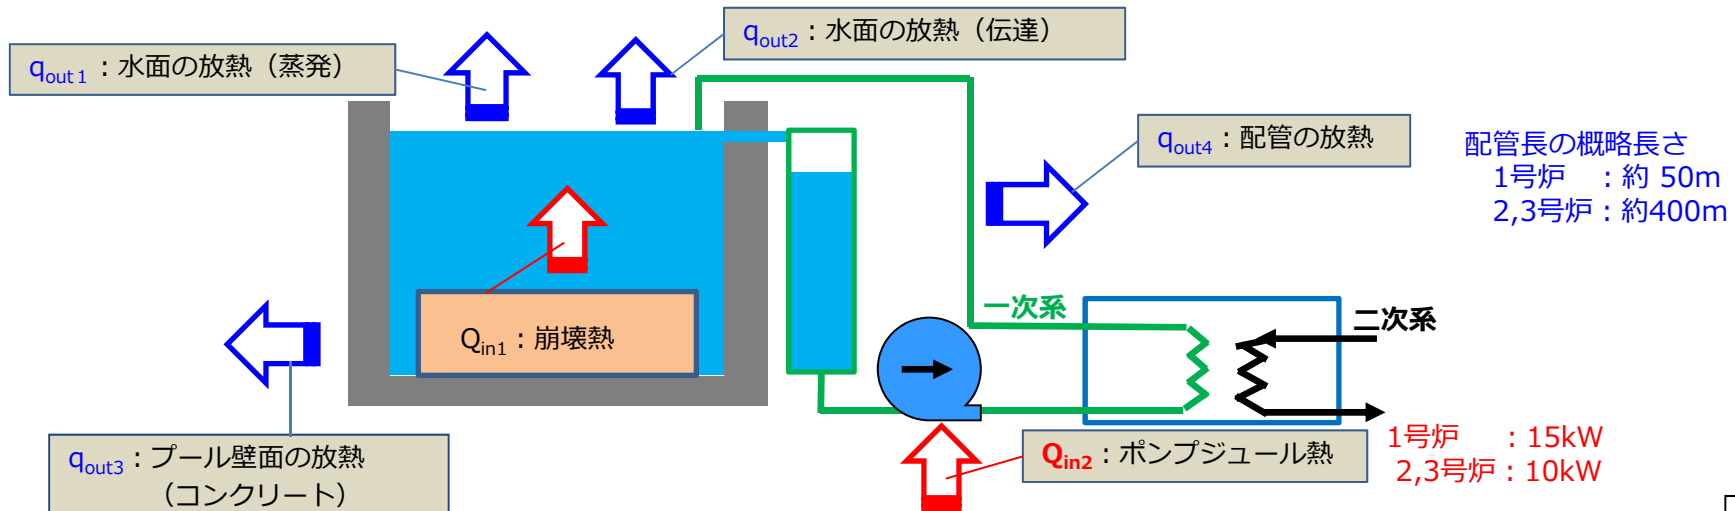 qout1：水面の放熱（蒸発）
qout2：水面の放熱（伝達）
qout4：配管の放熱
配管長の概略長さ
1号炉　：約 50m
2,3号炉：約400m
一次系
二次系
Qin1：崩壊熱
qout3：プール壁面の放熱
（コンクリート）
Qin2：ポンプジュール熱
1号炉　：15kW
2,3号炉：10kW